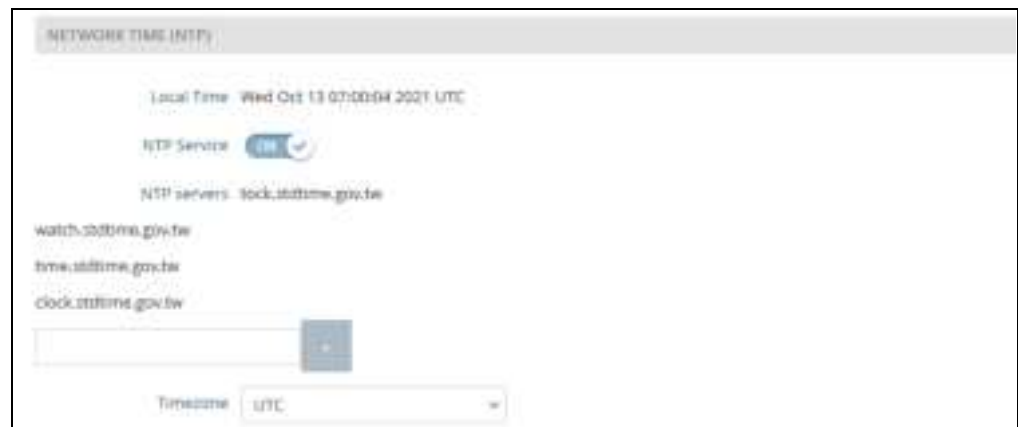 NETWORK TIME (NTP)
Local Time Wed Oct 13 07:00:04 2021 UTC
NTP Service ON
NTP servers tock.stdtime.gov.tw
watch.stdtime.gov.tw
time.stdtime.gov.tw
clock.stdtime.gov.tw
+
Timezone UTC